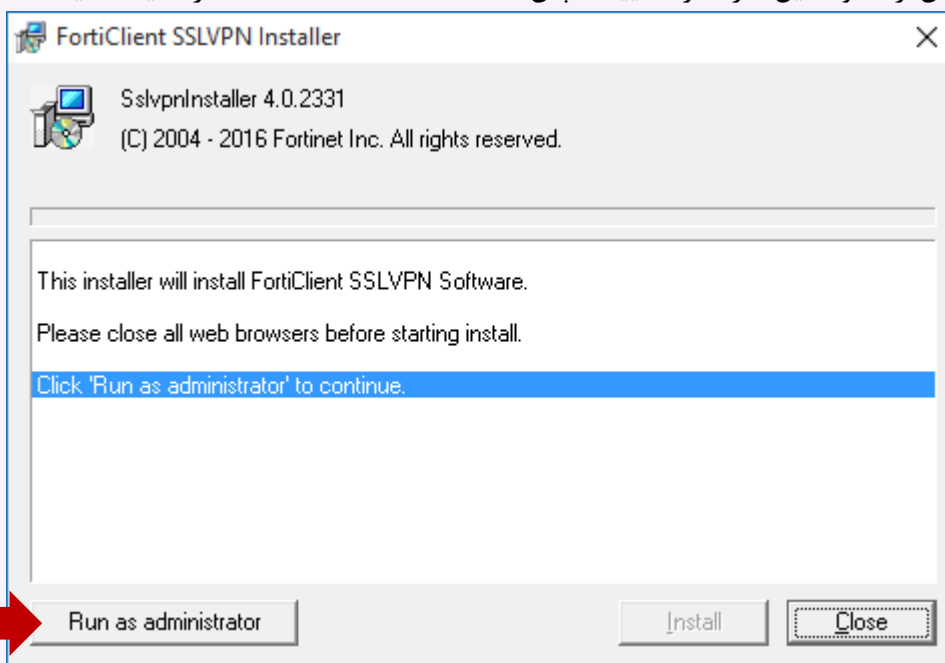 FortiClient SSLVPN Installer
SslvpnInstaller 4.0.2331
(C) 2004 - 2016 Fortinet Inc. All rights reserved.
This installer will install FortiClient SSLVPN Software.
Please close all web browsers before starting install.
Click 'Run as administrator' to continue.
Run as administrator
Install
Close